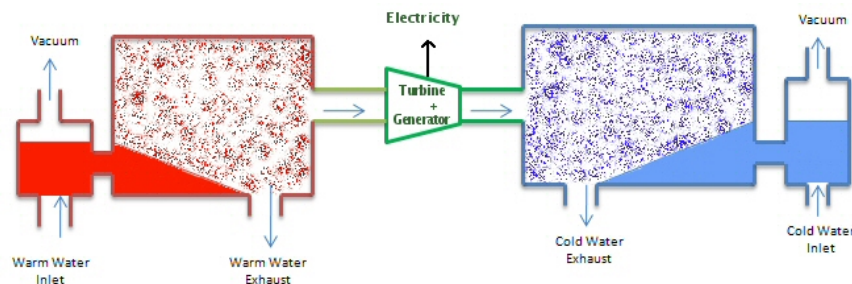 Electricity
Vacuum
Vacuum
Turbine
+
Generator
Warm Water
Inlet
Warm Water
Exhaust
Cold Water
Exhaust
Cold Water
Inlet